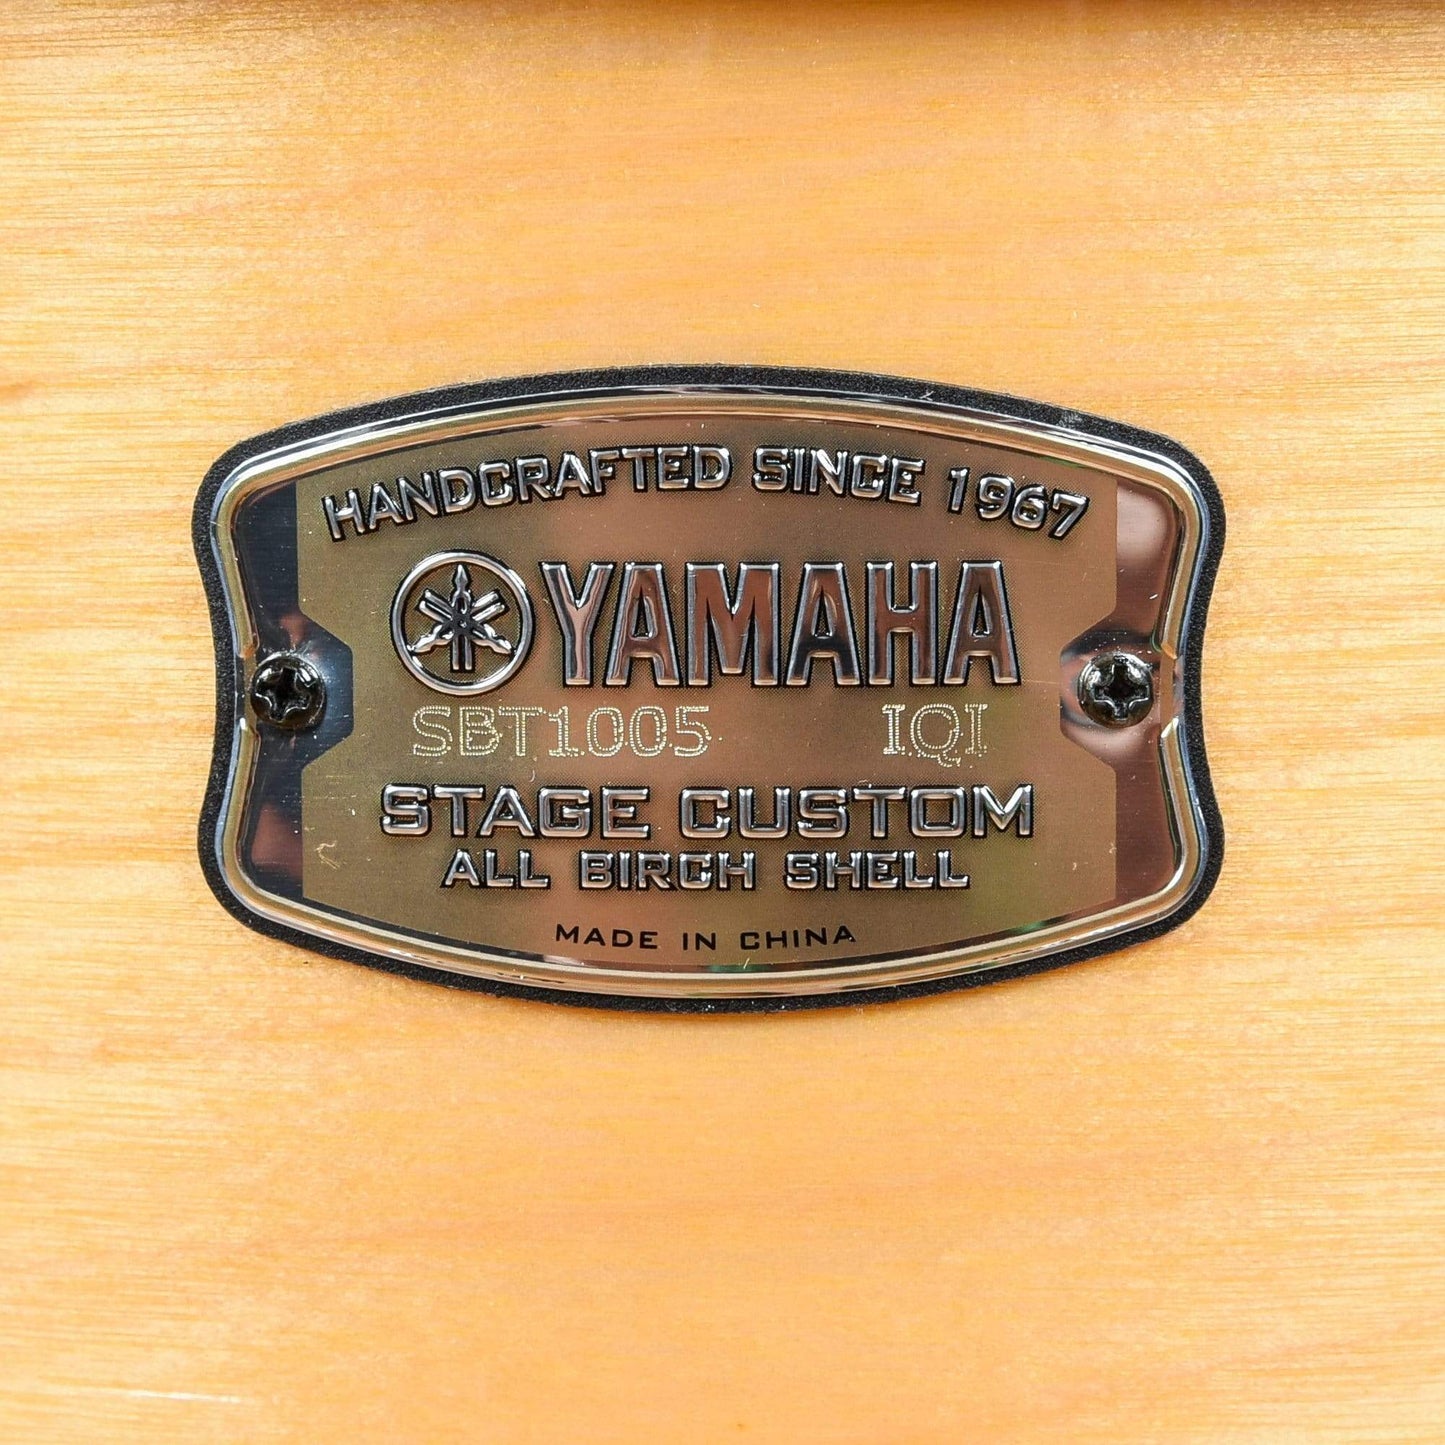 HANDCRAFTED SINCE 1967
YAMAHA
SBT1005 IQI
STAGE CUSTOM
ALL BIRCH SHELL
MADE IN CHINA